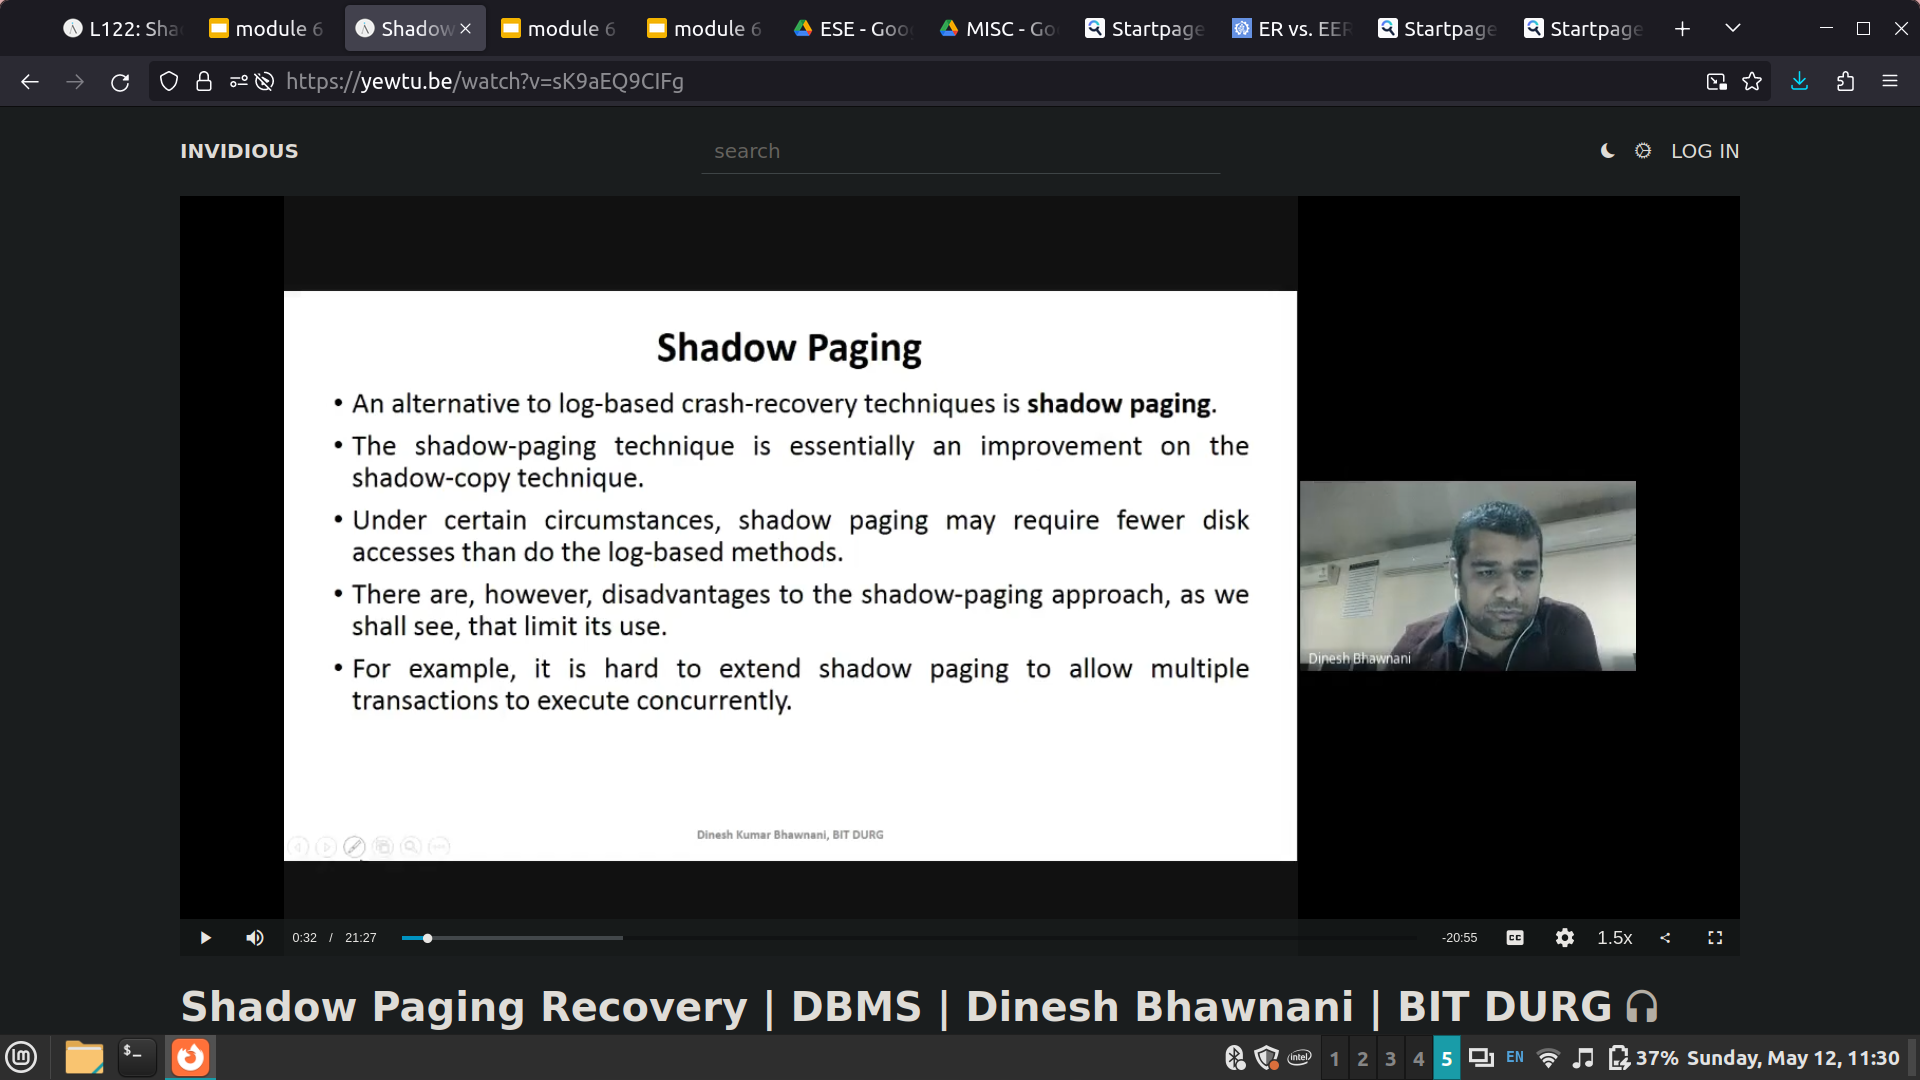 L122: Sha
module 6
Shadow
module 6
module 6
ESE - Goo
MISC - Go
Startpage
ER vs. EER
Startpage
Startpage
https://yewtu.be/watch?v=sK9aEQ9CIFg
INVIDIOUS
search
LOG IN
Shadow Paging
• An alternative to log-based crash-recovery techniques is shadow paging.
• The shadow-paging technique is essentially an improvement on the
shadow-copy technique.
• Under certain circumstances, shadow paging may require fewer disk
accesses than do the log-based methods.
• There are, however, disadvantages to the shadow-paging approach, as we
shall see, that limit its use.
• For example, it is hard to extend shadow paging to allow multiple
transactions to execute concurrently.
Dinesh Bhawnani
Dinesh Kumar Bhawnani, BIT DURG
0:32 / 21:27
-20:55
CC
1.5x
Shadow Paging Recovery | DBMS | Dinesh Bhawnani | BIT DURG
$_
intel
1 2 3 4 5
EN
37% Sunday, May 12, 11:30